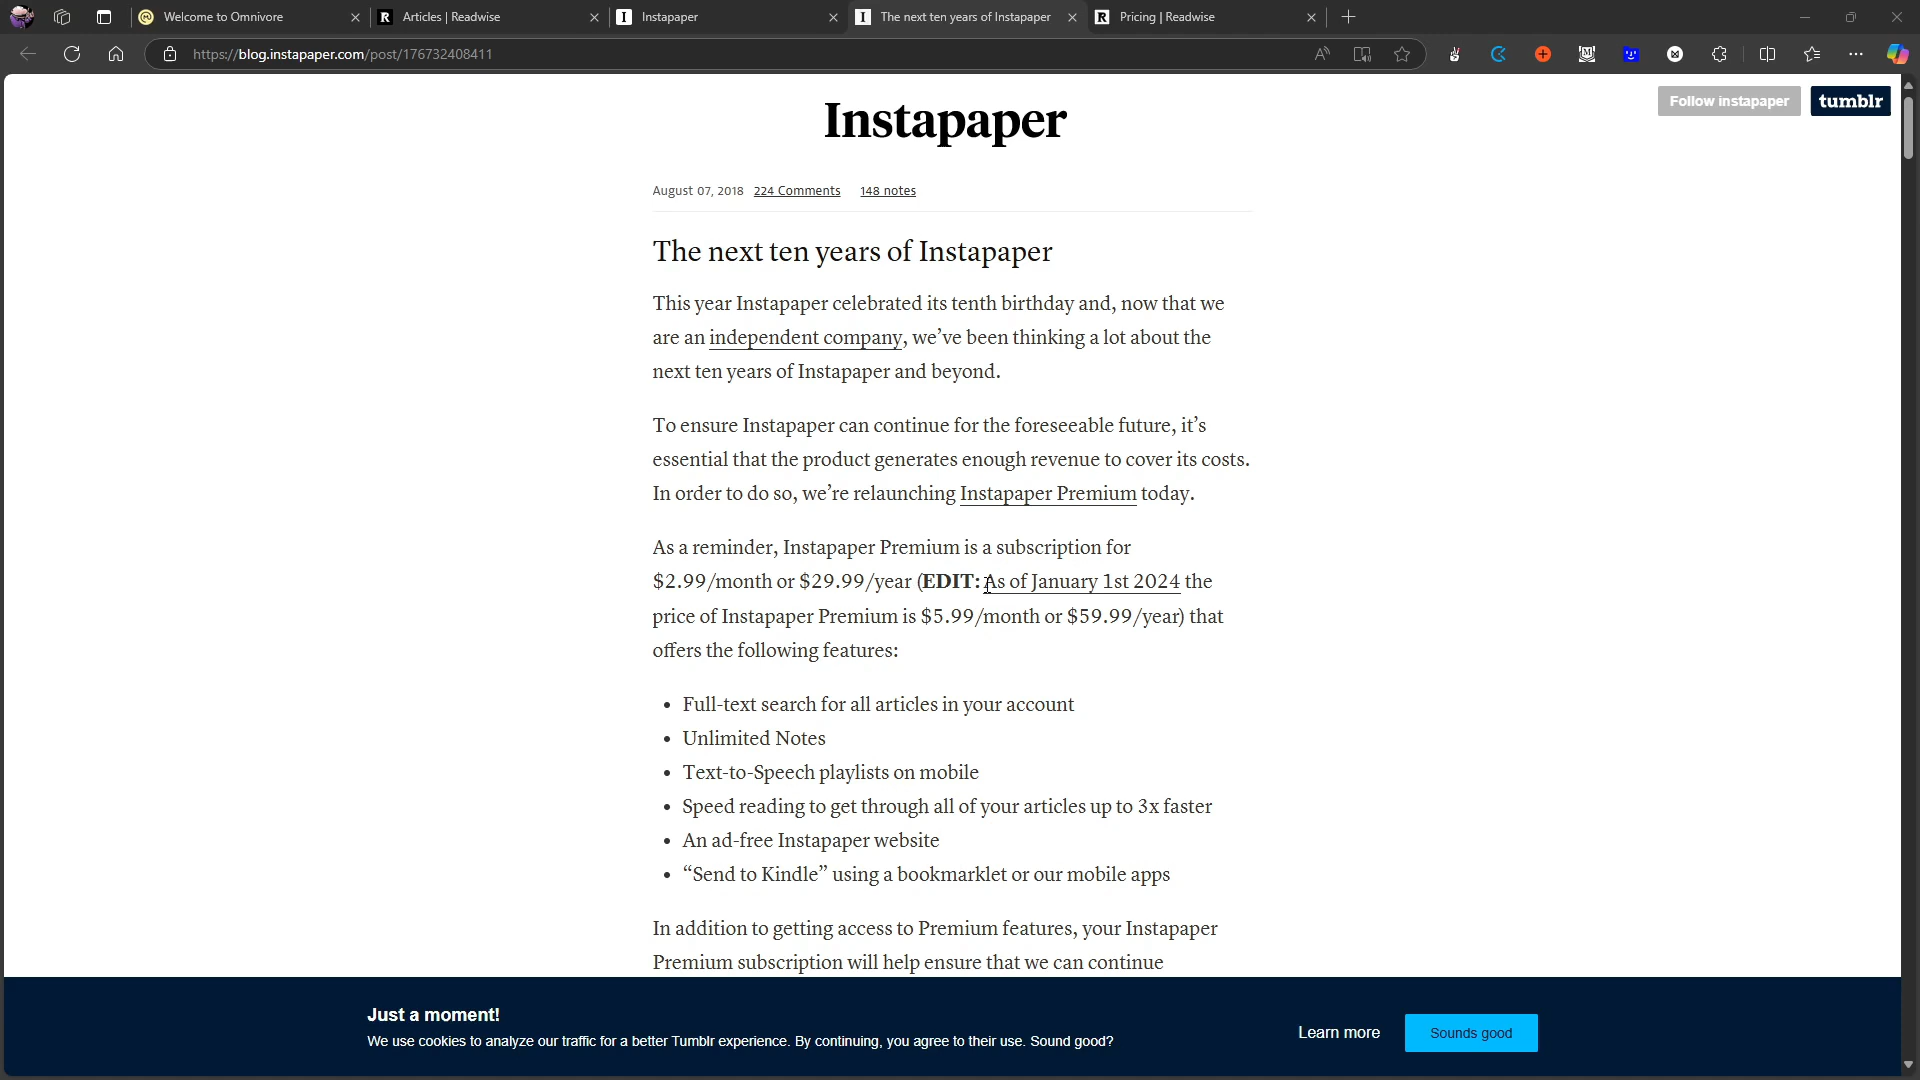 Welcome to Omnivore
Articles | Readwise
Instapaper
The next ten years of Instapaper
Pricing | Readwise
https://blog.instapaper.com/post/176732408411
Instapaper
Follow instapaper
tumblr
August 07, 2018 224 Comments 148 notes
The next ten years of Instapaper
This year Instapaper celebrated its tenth birthday and, now that we
are an independent company, we’ve been thinking a lot about the
next ten years of Instapaper and beyond.
To ensure Instapaper can continue for the foreseeable future, it’s
essential that the product generates enough revenue to cover its costs.
In order to do so, we’re relaunching Instapaper Premium today.
As a reminder, Instapaper Premium is a subscription for
$2.99/month or $29.99/year (EDIT: As of January 1st 2024 the
price of Instapaper Premium is $5.99/month or $59.99/year) that
offers the following features:
• Full-text search for all articles in your account
• Unlimited Notes
• Text-to-Speech playlists on mobile
• Speed reading to get through all of your articles up to 3x faster
• An ad-free Instapaper website
• “Send to Kindle” using a bookmarklet or our mobile apps
In addition to getting access to Premium features, your Instapaper
Premium subscription will help ensure that we can continue
Just a moment!
We use cookies to analyze our traffic for a better Tumblr experience. By continuing, you agree to their use. Sound good?
Learn more
Sounds good